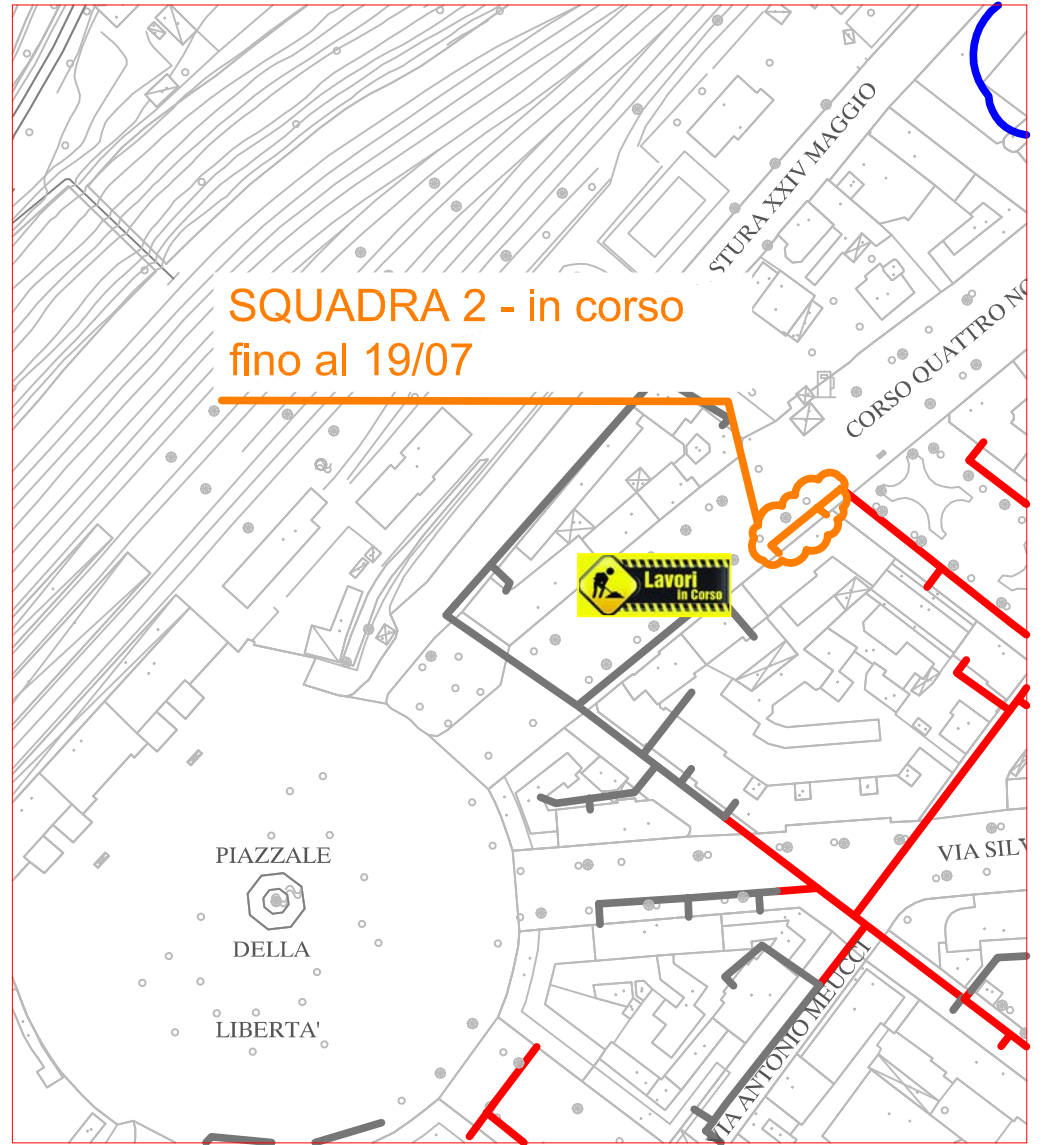 STURA XXIV MAGGIO
SQUADRA 2 - in corso
fino al 19/07
CORSO QUATTRO NO
Lavori
in Corso
PIAZZALE
DELLA
LIBERTA'
VIA SILV
VIA ANTONIO MEUCCI